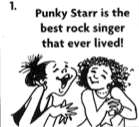 1.
Punky Starr is the
best rock singer
that ever lived!